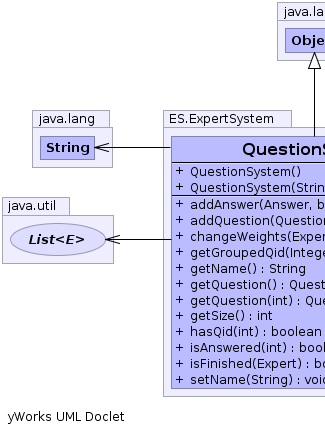 java.la
Obje
java.lang
String
ES.ExpertSystem
QuestionS
+ QuestionSystem()
+ QuestionSystem(Strin
+ addAnswer(Answer, b
+ addQuestion(Question
+ changeWeights(Exper
+ getGroupedQid(Intege
+ getName() : String
+ getQuestion() : Quest
+ getQuestion(int) : Que
+ getSize() : int
+ hasQid(int) : boolean
+ isAnswered(int) : bool
+ isFinished(Expert) : bo
+ setName(String) : void
java.util
List<E>
yWorks UML Doclet